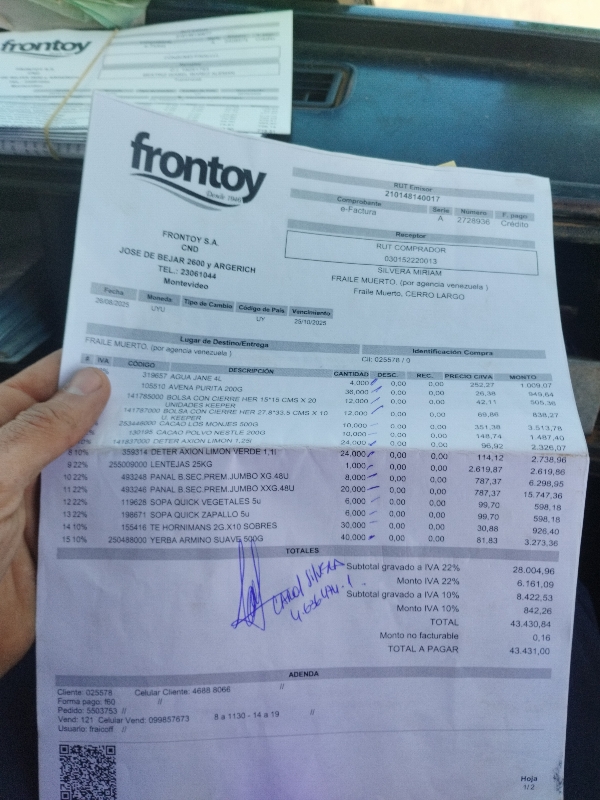 frontoy
frontoy
Desde 1980
FRONTOY S.A.
CND
JOSE DE BEJAR 2600 y ARGERICH
TEL.: 23061044
Montevideo
RUT Emisor
210148140017
Comprobante Serie Número F. pago
e-Factura A 2728936 Crédito
Receptor
RUT COMPRADOR
030152220013
SILVERA MIRIAM
FRAILE MUERTO. (por agencia venezuela )
Fraile Muerto, CERRO LARGO
Fecha Moneda Tipo de Cambio Código de País. Vencimiento
26/08/2025 UYU UY 25/10/2025
Lugar de Destino/Entrega Identificación Compra
FRAILE MUERTO. (por agencia venezuela ) Cli: 025578 / 0
# IVA CÓDIGO DESCRIPCIÓN CANTIDAD DESC. REC. PRECIO C/IVA MONTO
319657 AGUA JANE 4L 4,000 0,00 0,00 252,27 1.009,07
105510 AVENA PURITA 200G 36,000 0,00 0,00 26,38
141785000 BOLSA CON CIERRE HER 15*15 CMS X 20 UNIDADES KEEPER 12,000 0,00 0,00 42,11 505,36
141787000 BOLSA CON CIERRE HER 27.8*33.5 CMS X 10 U. KEEPER 12,000 0,00 0,00
CACAO LOS MONJES 500G 10,000 0,00 0,00 351,38 3.513,78
CACAO POLVO NESTLE 200G 10,000 0,00 0,00 148,74 1.487,40
141637000 DETER AXION LIMON 1,25l 24,000 0,00 0,00 96,92 2.326,07
8 10% 359314 DETER AXION LIMON VERDE 1,1l 24,000 0,00 0,00 114,12 2.738,96
9 22% 255009000 LENTEJAS 25KG 1,000 0,00 0,00 2.619,87 2.619,86
10 22% 493248 PANAL B.SEC.PREM.JUMBO XG.48U 8,000 0,00 0,00 787,37 6.298,95
11 22% 493248 PANAL B.SEC.PREM.JUMBO XXG.48U 20,000 0,00 0,00 787,37 15.747,36
12 22% 119628 SOPA QUICK VEGETALES 5u 6,000 0,00 0,00 99,70 598,18
13 22% 198671 SOPA QUICK ZAPALLO 5u 6,000 0,00 0,00 99,70 598,18
14 10% 155416 TE HORNIMANS 2G.X10 SOBRES 30,000 0,00 0,00 30,88 926,40
15 10% 250488000 YERBA ARMINO SUAVE 500G 40,000 0,00 0,00 81,83 3.273,36
TOTALES
Subtotal gravado a IVA 22% 28.004,96
Monto IVA 22% 6.161,09
Subtotal gravado a IVA 10% 8.422,53
Monto IVA 10% 842,26
TOTAL 43.430,84
Monto no facturable 0,16
TOTAL A PAGAR 43.431,00
CAROL SILVERA
ADENDA
Cliente: 025578 Celular Cliente: 4688 8066 //
Forma pago: f60 //
Pedido: 5503753 //
Vend: 121 Celular Vend: 099857673 8 a 1130 - 14 a 19 //
Usuario: fraicoff //
Hoja
1/2